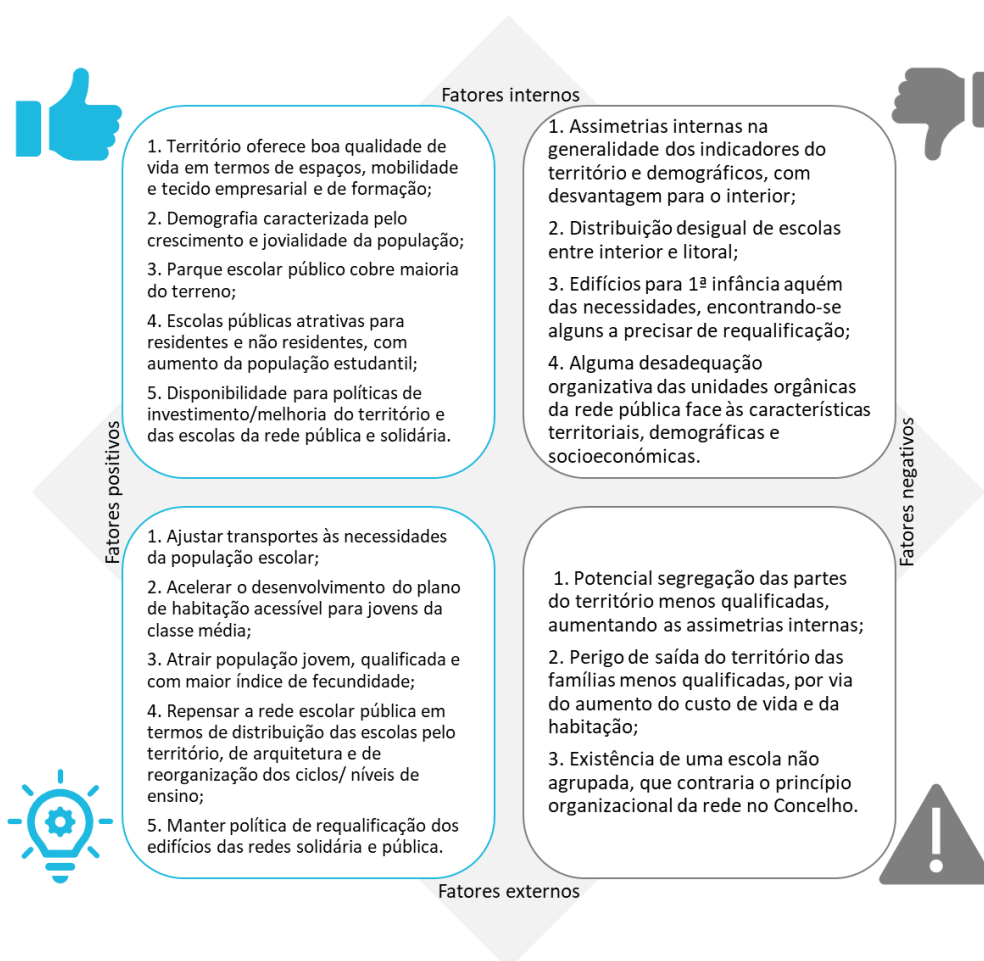 Fatores internos
1. Território oferece boa qualidade de
vida em termos de espaços, mobilidade
e tecido empresarial e de formação;
2. Demografia caracterizada pelo
crescimento e jovialidade da população;
3. Parque escolar público cobre maioria
do terreno;
4. Escolas públicas atrativas para
residentes e não residentes, com
aumento da população estudantil;
5. Disponibilidade para políticas de
investimento/melhoria do território e
das escolas da rede pública e solidária.
1. Assimetrias internas na
generalidade dos indicadores do
território e demográficos, com
desvantagem para o interior;
2. Distribuição desigual de escolas
entre interior e litoral;
3. Edifícios para 1ª infância aquém
das necessidades, encontrando-se
alguns a precisar de requalificação;
4. Alguma desadequação
organizativa das unidades orgânicas
da rede pública face às características
territoriais, demográficas e
socioeconómicas.
Fatores positivos
Fatores negativos
1. Ajustar transportes às necessidades
da população escolar;
2. Acelerar o desenvolvimento do plano
de habitação acessível para jovens da
classe média;
3. Atrair população jovem, qualificada e
com maior índice de fecundidade;
4. Repensar a rede escolar pública em
termos de distribuição das escolas pelo
território, de arquitetura e de
reorganização dos ciclos/ níveis de
ensino;
5. Manter política de requalificação dos
edifícios das redes solidária e pública.
1. Potencial segregação das partes
do território menos qualificadas,
aumentando as assimetrias internas;
2. Perigo de saída do território das
famílias menos qualificadas, por via
do aumento do custo de vida e da
habitação;
3. Existência de uma escola não
agrupada, que contraria o princípio
organizacional da rede no Concelho.
Fatores externos